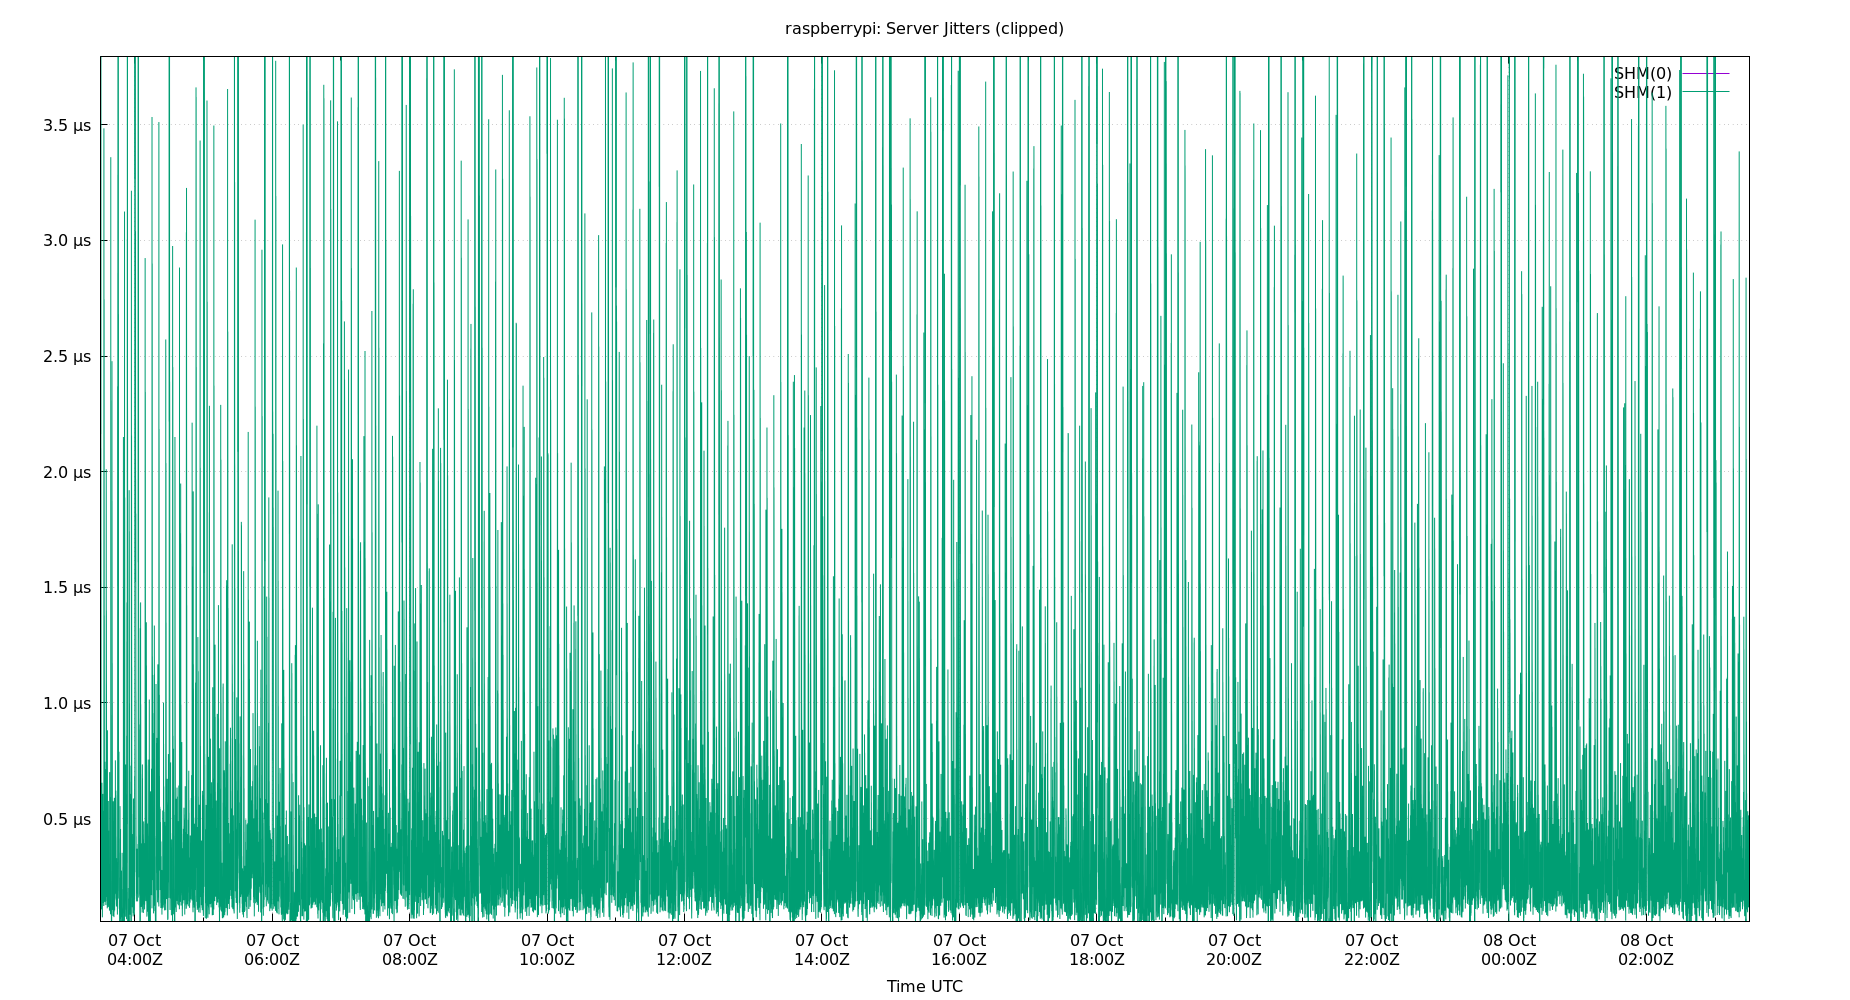 raspberrypi: Server Jitters (clipped)
SHM(0)
SHM(1)
3.5 µs
3.0 µs
2.5 µs
2.0 µs
1.5 µs
1.0 µs
0.5 µs
07 Oct 07 Oct 07 Oct 07 Oct 07 Oct 07 Oct 07 Oct 07 Oct 07 Oct 07 Oct 08 Oct 08 Oct
04:00Z 06:00Z 08:00Z 10:00Z 12:00Z 14:00Z 16:00Z 18:00Z 20:00Z 22:00Z 00:00Z 02:00Z
Time UTC